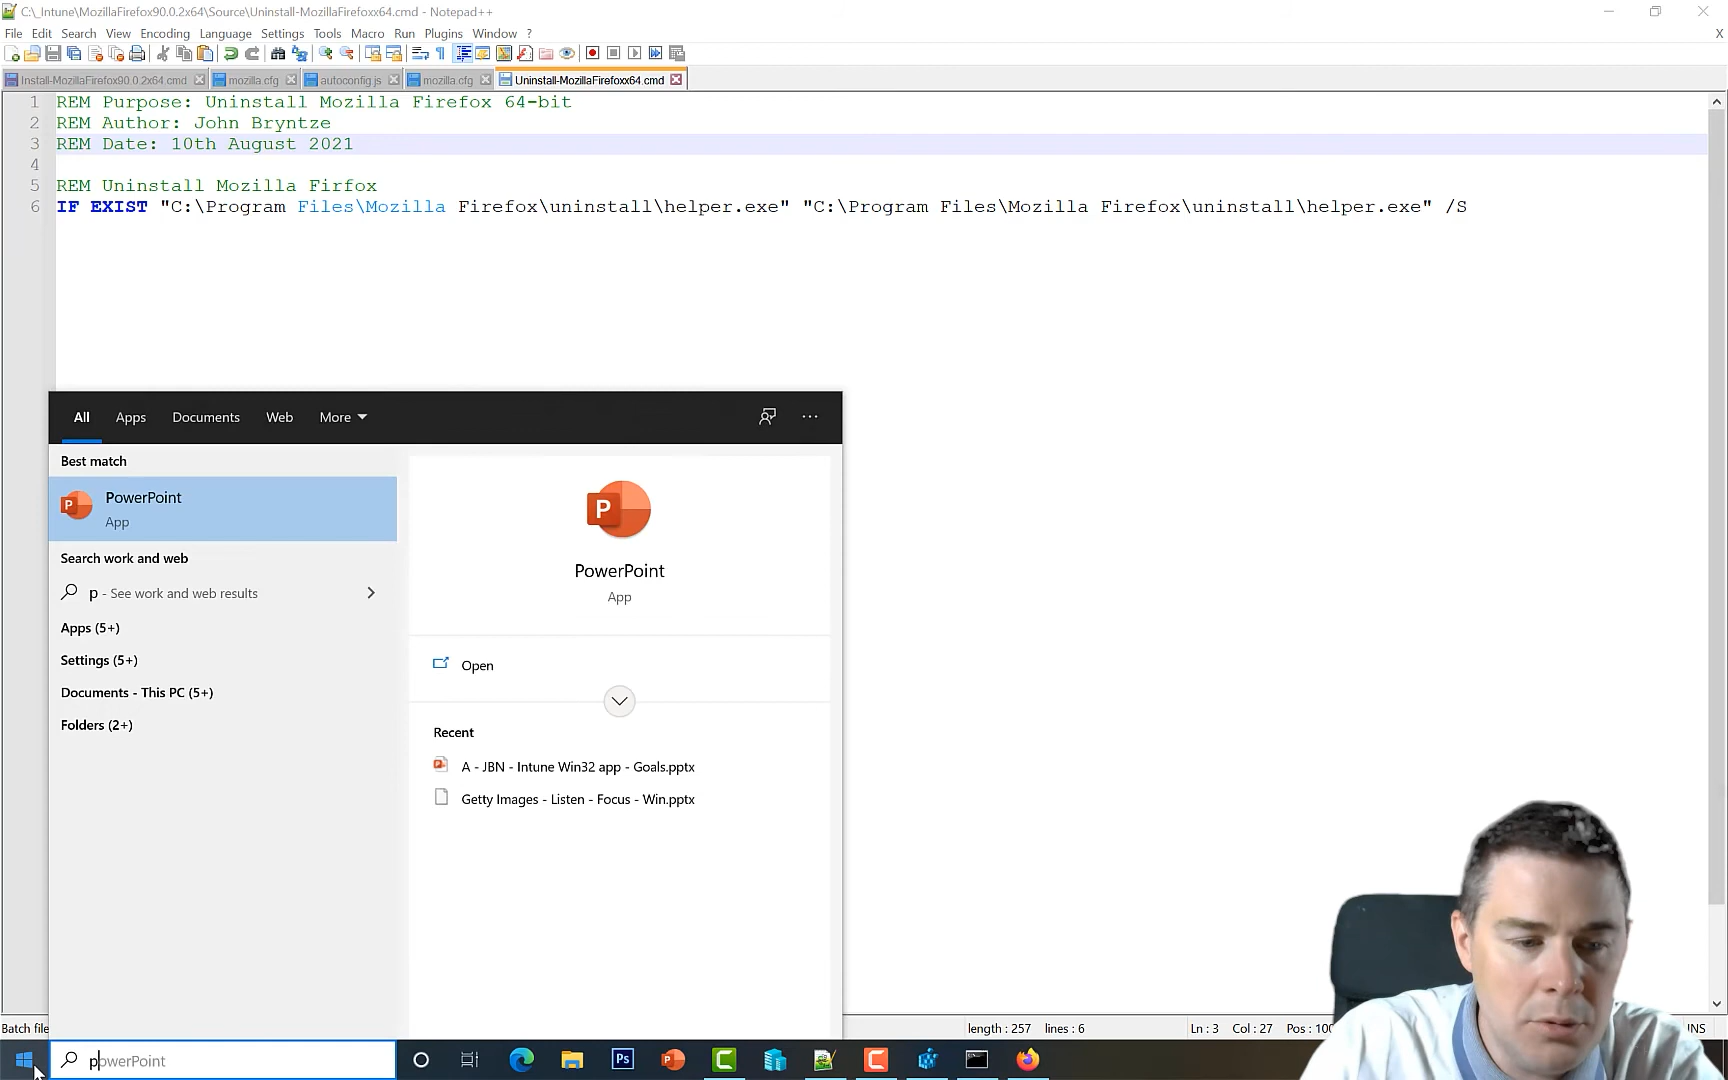 C:\_Intune\MozillaFirefox90.0.2x64\Source\Uninstall-MozillaFirefoxx64.cmd - Notepad++
File Edit Search View Encoding Language Settings Tools Macro Run Plugins Window ? X
Install-MozillaFirefox90.0.2x64.cmd mozilla.cfg autoconfig.js mozilla.cfg Uninstall-MozillaFirefoxx64.cmd
1 REM Purpose: Uninstall Mozilla Firefox 64-bit
2 REM Author: John Bryntze
3 REM Date: 10th August 2021
4
5 REM Uninstall Mozilla Firfox
6 IF EXIST "C:\Program Files\Mozilla Firefox\uninstall\helper.exe" "C:\Program Files\Mozilla Firefox\uninstall\helper.exe" /S
All Apps Documents Web More
Best match
PowerPoint
App
Search work and web
p - See work and web results
Apps (5+)
Settings (5+)
Documents - This PC (5+)
Folders (2+)
P
PowerPoint
App
Open
Recent
A - JBN - Intune Win32 app - Goals.pptx
Getty Images - Listen - Focus - Win.pptx
Batch file length : 257 lines : 6 Ln : 3 Col : 27 Pos : 100 INS
powerPoint
Ps